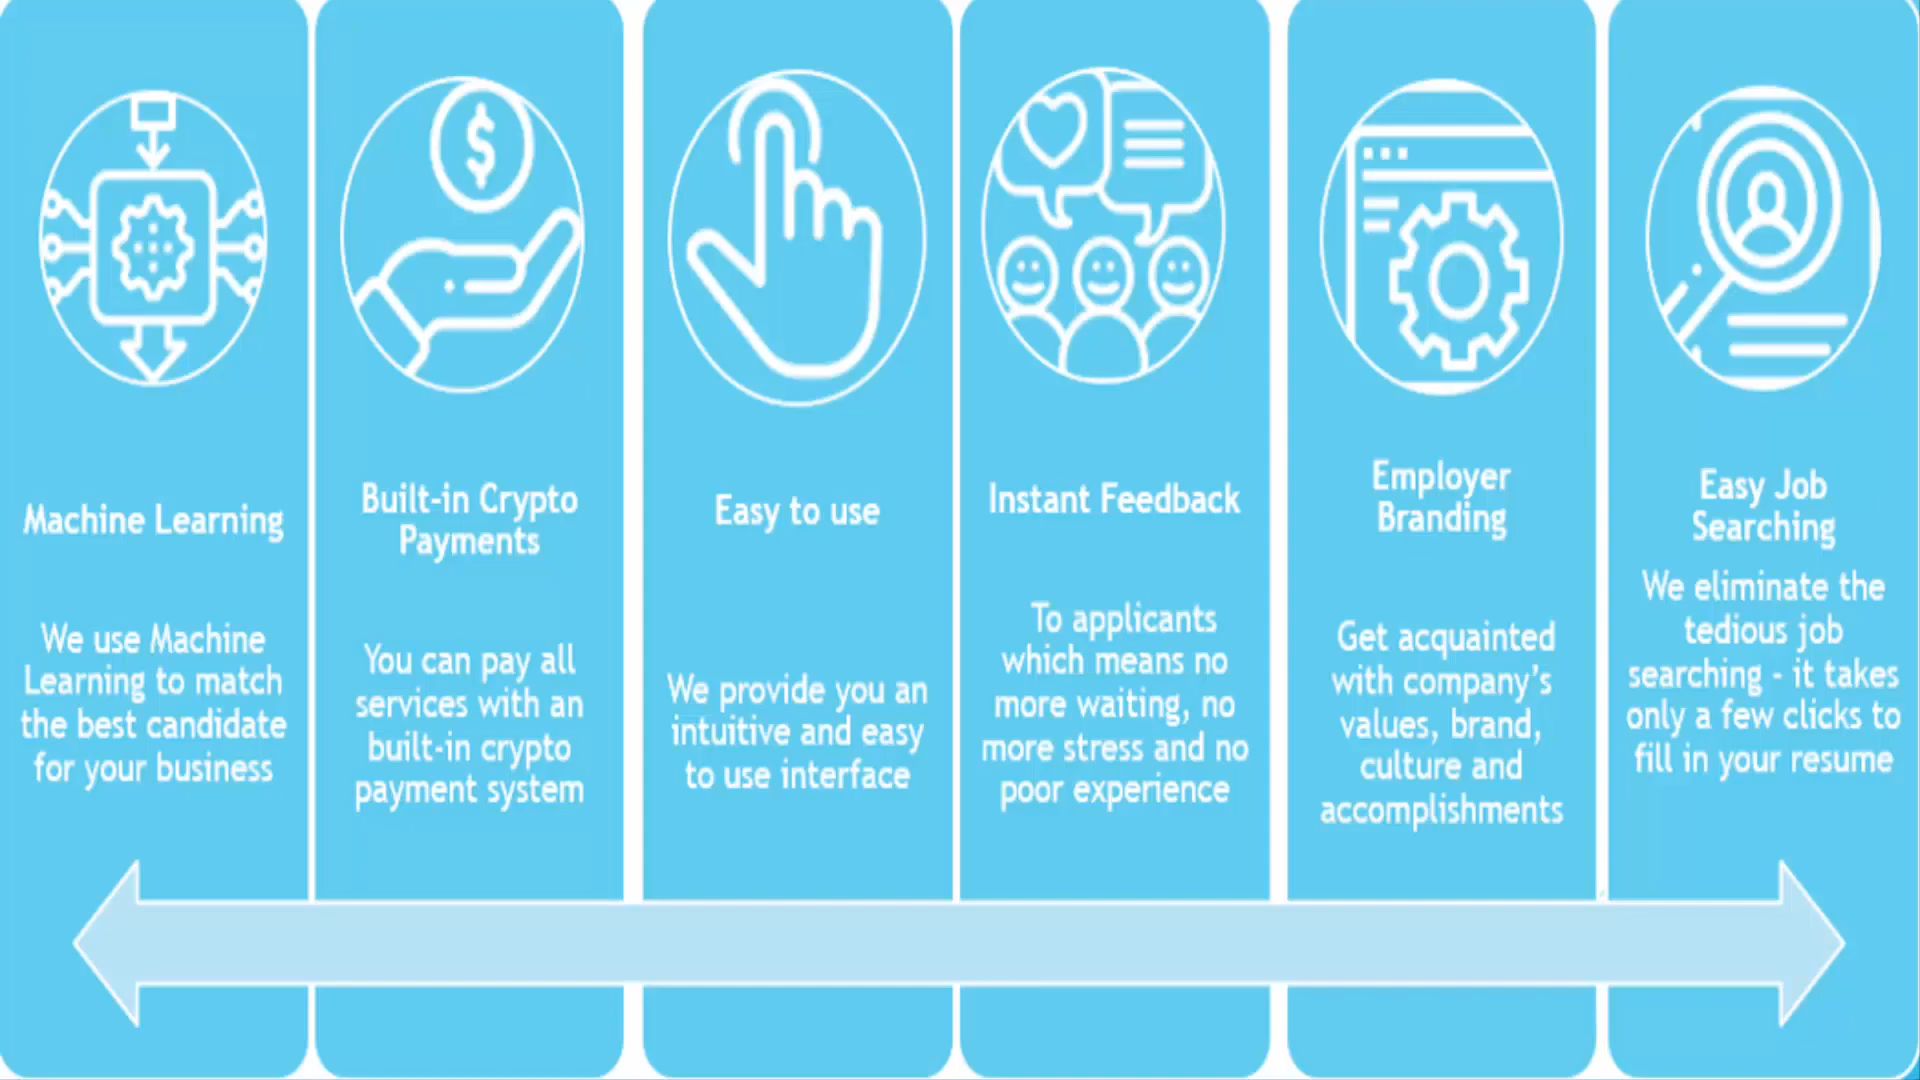 Machine Learning
We use Machine
Learning to match
the best candidate
for your business
Built-in Crypto
Payments
You can pay all
services with an
built-in crypto
payment system
Easy to use
We provide you an
intuitive and easy
to use interface
Instant Feedback
To applicants
which means no
more waiting, no
more stress and no
poor experience
Employer
Branding
Get acquainted
with company's
values, brand,
culture and
accomplishments
Easy Job
Searching
We eliminate the
tedious job
searching - it takes
only a few clicks to
fill in your resume